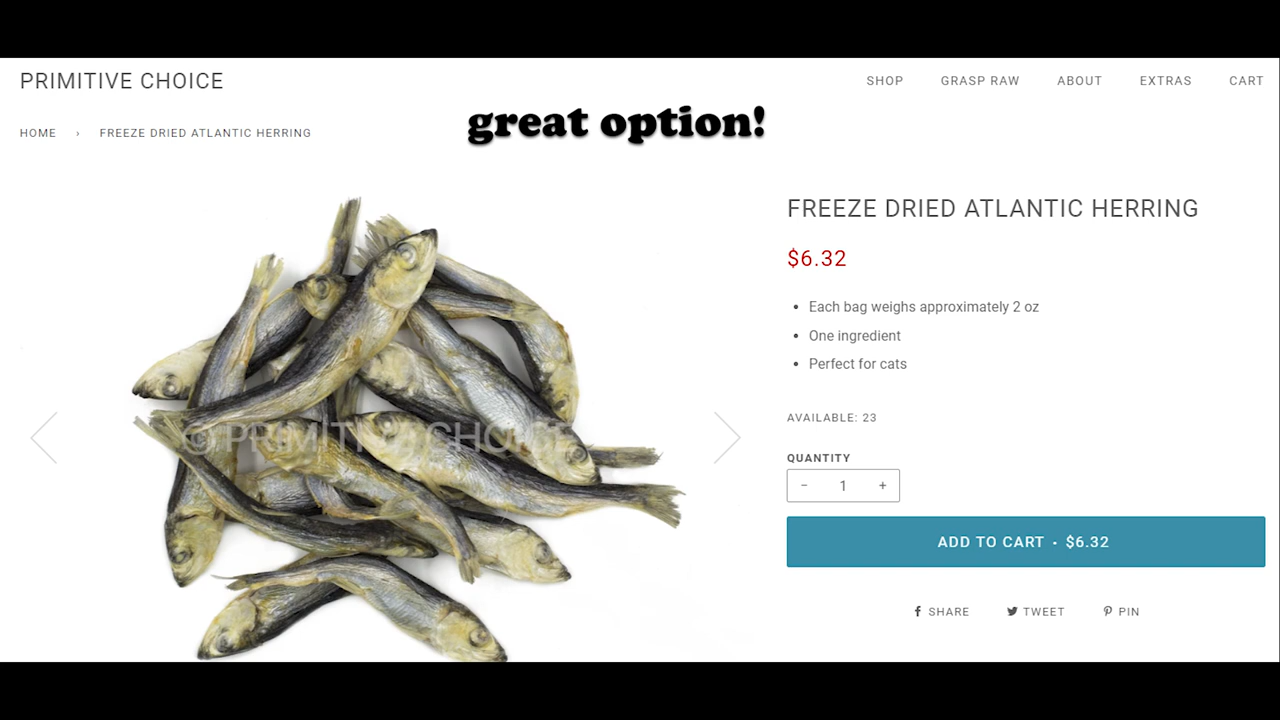 PRIMITIVE CHOICE
SHOP GRASP RAW ABOUT EXTRAS CART
great option!
HOME › FREEZE DRIED ATLANTIC HERRING
FREEZE DRIED ATLANTIC HERRING
$6.32
• Each bag weighs approximately 2 oz
• One ingredient
• Perfect for cats
AVAILABLE: 23
© PRIMITIVE CHOICE
QUANTITY
− 1 +
ADD TO CART • $6.32
SHARE TWEET PIN